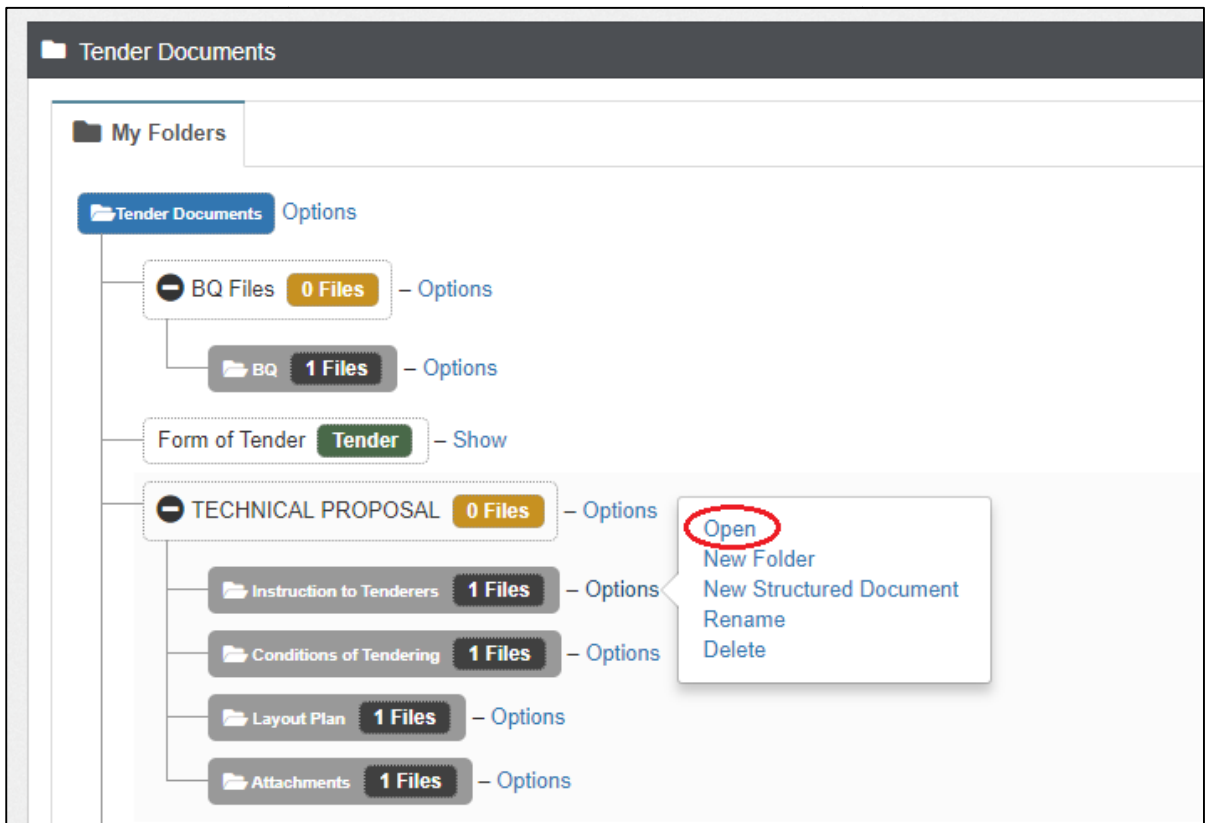 Tender Documents
My Folders
Tender Documents Options
BQ Files 0 Files – Options
BQ 1 Files – Options
Form of Tender Tender – Show
TECHNICAL PROPOSAL 0 Files – Options
Instruction to Tenderers 1 Files – Options
Conditions of Tendering 1 Files – Options
Layout Plan 1 Files – Options
Attachments 1 Files – Options
Open
New Folder
New Structured Document
Rename
Delete